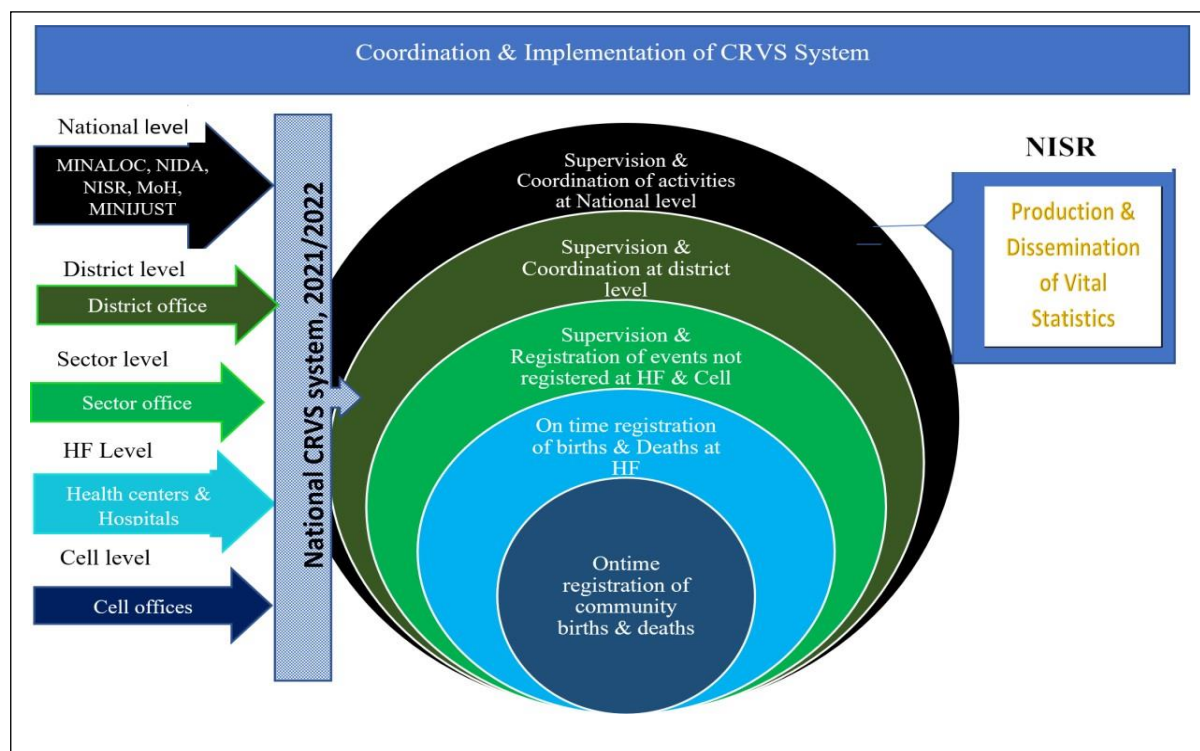 Coordination & Implementation of CRVS System
National level
MINALOC, NIDA,
NISR, MoH,
MINIJUST
District level
District office
Sector level
Sector office
HF Level
Health centers &
Hospitals
Cell level
Cell offices
National CRVS system, 2021/2022
Supervision &
Coordination of activities
at National level
Supervision &
Coordination at district
level
Supervision &
Registration of events not
registered at HF & Cell
On time registration
of births & Deaths at
HF
Ontime
registration of
community
births & deaths
NISR
Production &
Dissemination
of Vital
Statistics